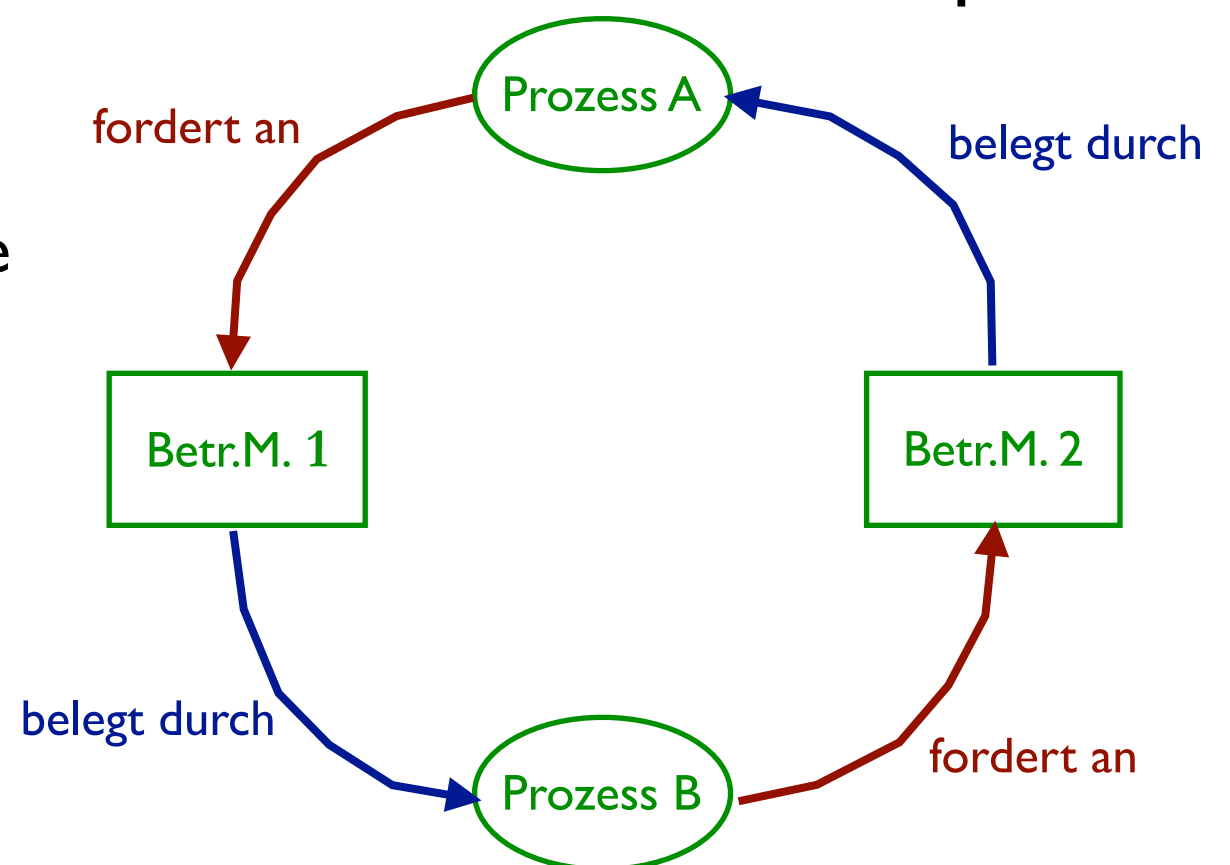 Prozess A
fordert an
belegt durch
e
Betr.M. 1
Betr.M. 2
belegt durch
fordert an
Prozess B